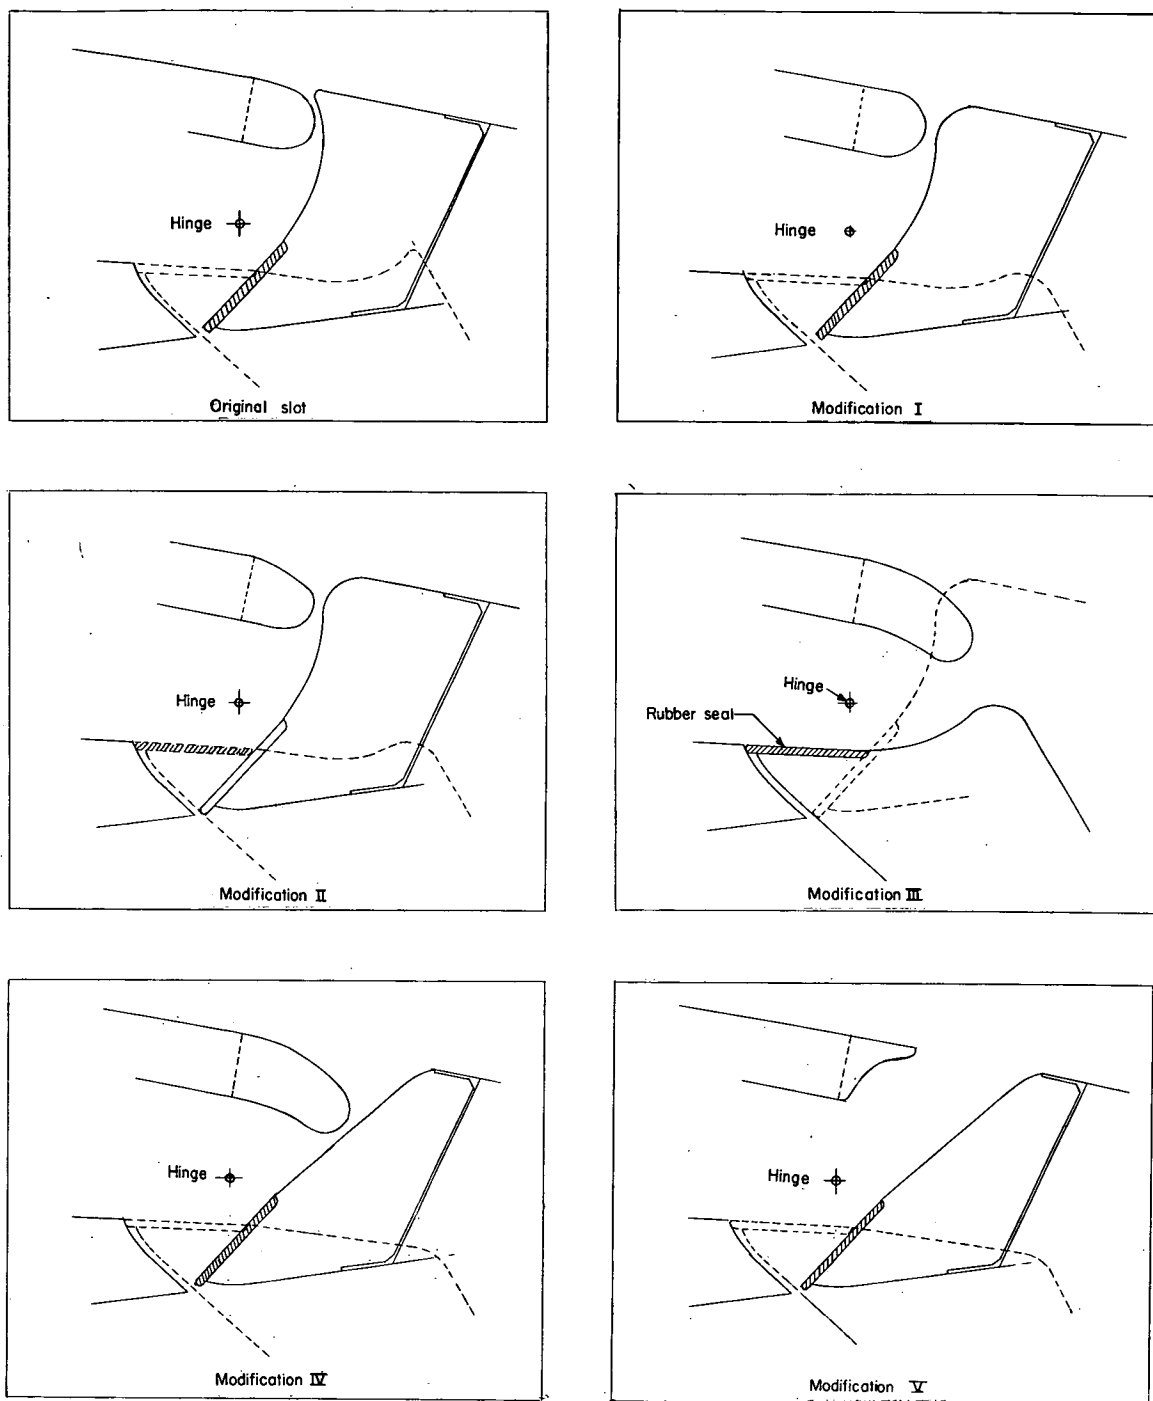 Hinge
Original slot
Hinge
Modification I
Hinge
Modification II
Hinge
Rubber seal
Modification III
Hinge
Modification IV
Hinge
Modification V